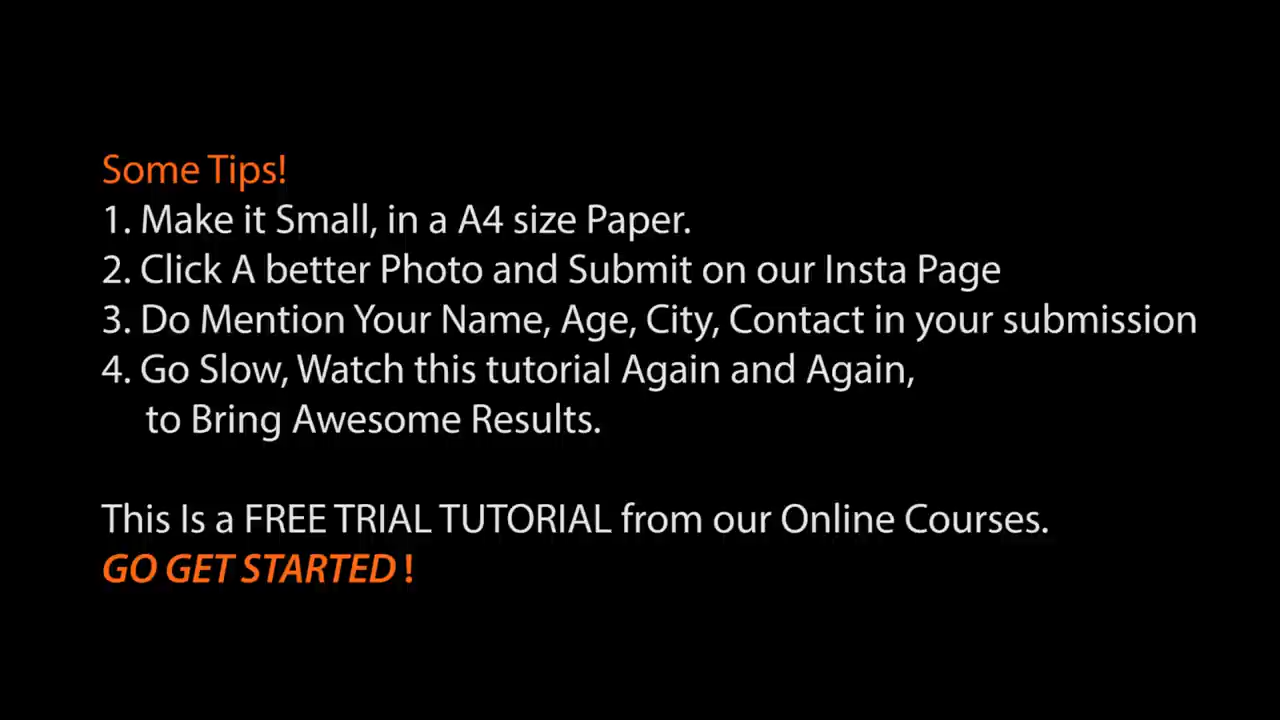 Some Tips!
1. Make it Small, in a A4 size Paper.
2. Click A better Photo and Submit on our Insta Page
3. Do Mention Your Name, Age, City, Contact in your submission
4. Go Slow, Watch this tutorial Again and Again,
to Bring Awesome Results.
This Is a FREE TRIAL TUTORIAL from our Online Courses.
GO GET STARTED !